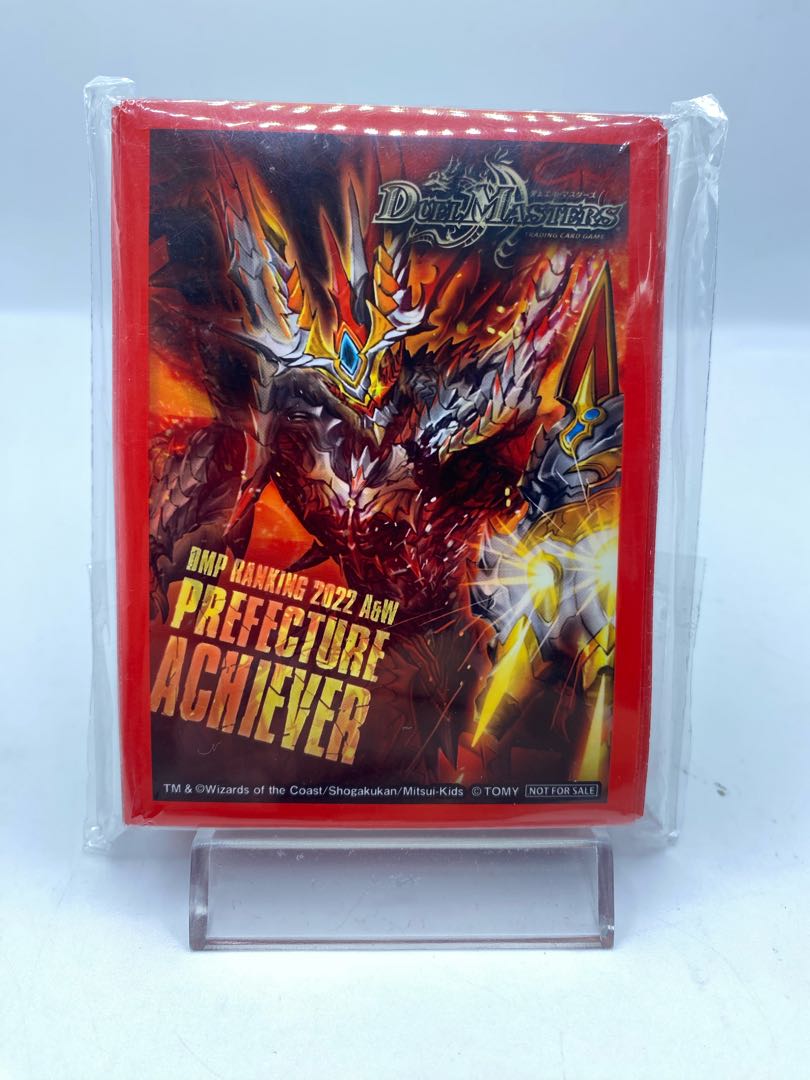 デュエル・マスターズ
DUEL MASTERS
TRADING CARD GAME
DMP RANKING 2022 A&W
PREFECTURE
ACHIEVER
TM & ©Wizards of the Coast/Shogakukan/Mitsui-Kids © TOMY NOT FOR SALE